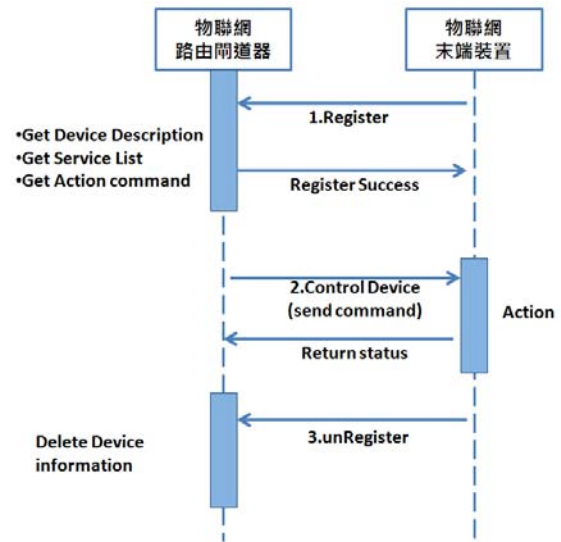 物聯網
路由閘道器
物聯網
末端裝置
1.Register
•Get Device Description
•Get Service List
•Get Action command
Register Success
2.Control Device
(send command)
Action
Return status
3.unRegister
Delete Device
information